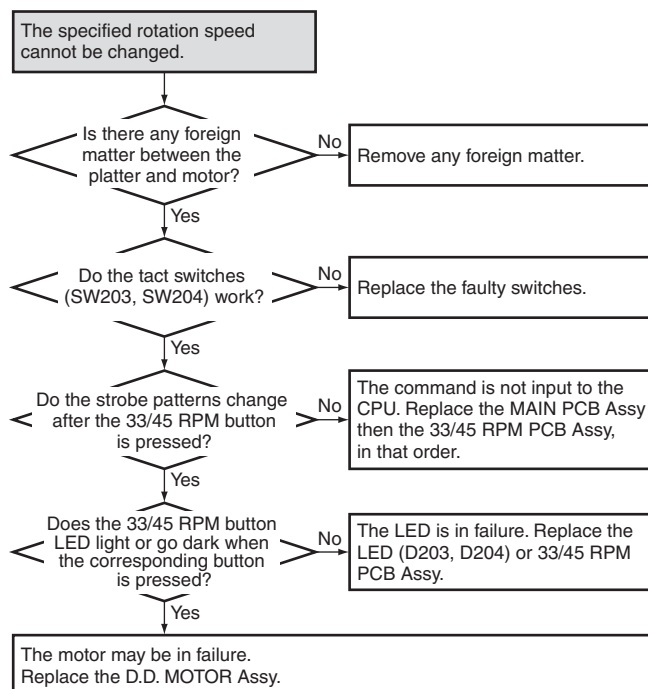 The specified rotation speed
cannot be changed.
Is there any foreign
matter between the
platter and motor?
No
Remove any foreign matter.
Yes
Do the tact switches
(SW203, SW204) work?
No
Replace the faulty switches.
Yes
Do the strobe patterns change
after the 33/45 RPM button
is pressed?
No
The command is not input to the
CPU. Replace the MAIN PCB Assy
then the 33/45 RPM PCB Assy,
in that order.
Yes
Does the 33/45 RPM button
LED light or go dark when
the corresponding button
is pressed?
No
The LED is in failure. Replace the
LED (D203, D204) or 33/45 RPM
PCB Assy.
Yes
The motor may be in failure.
Replace the D.D. MOTOR Assy.